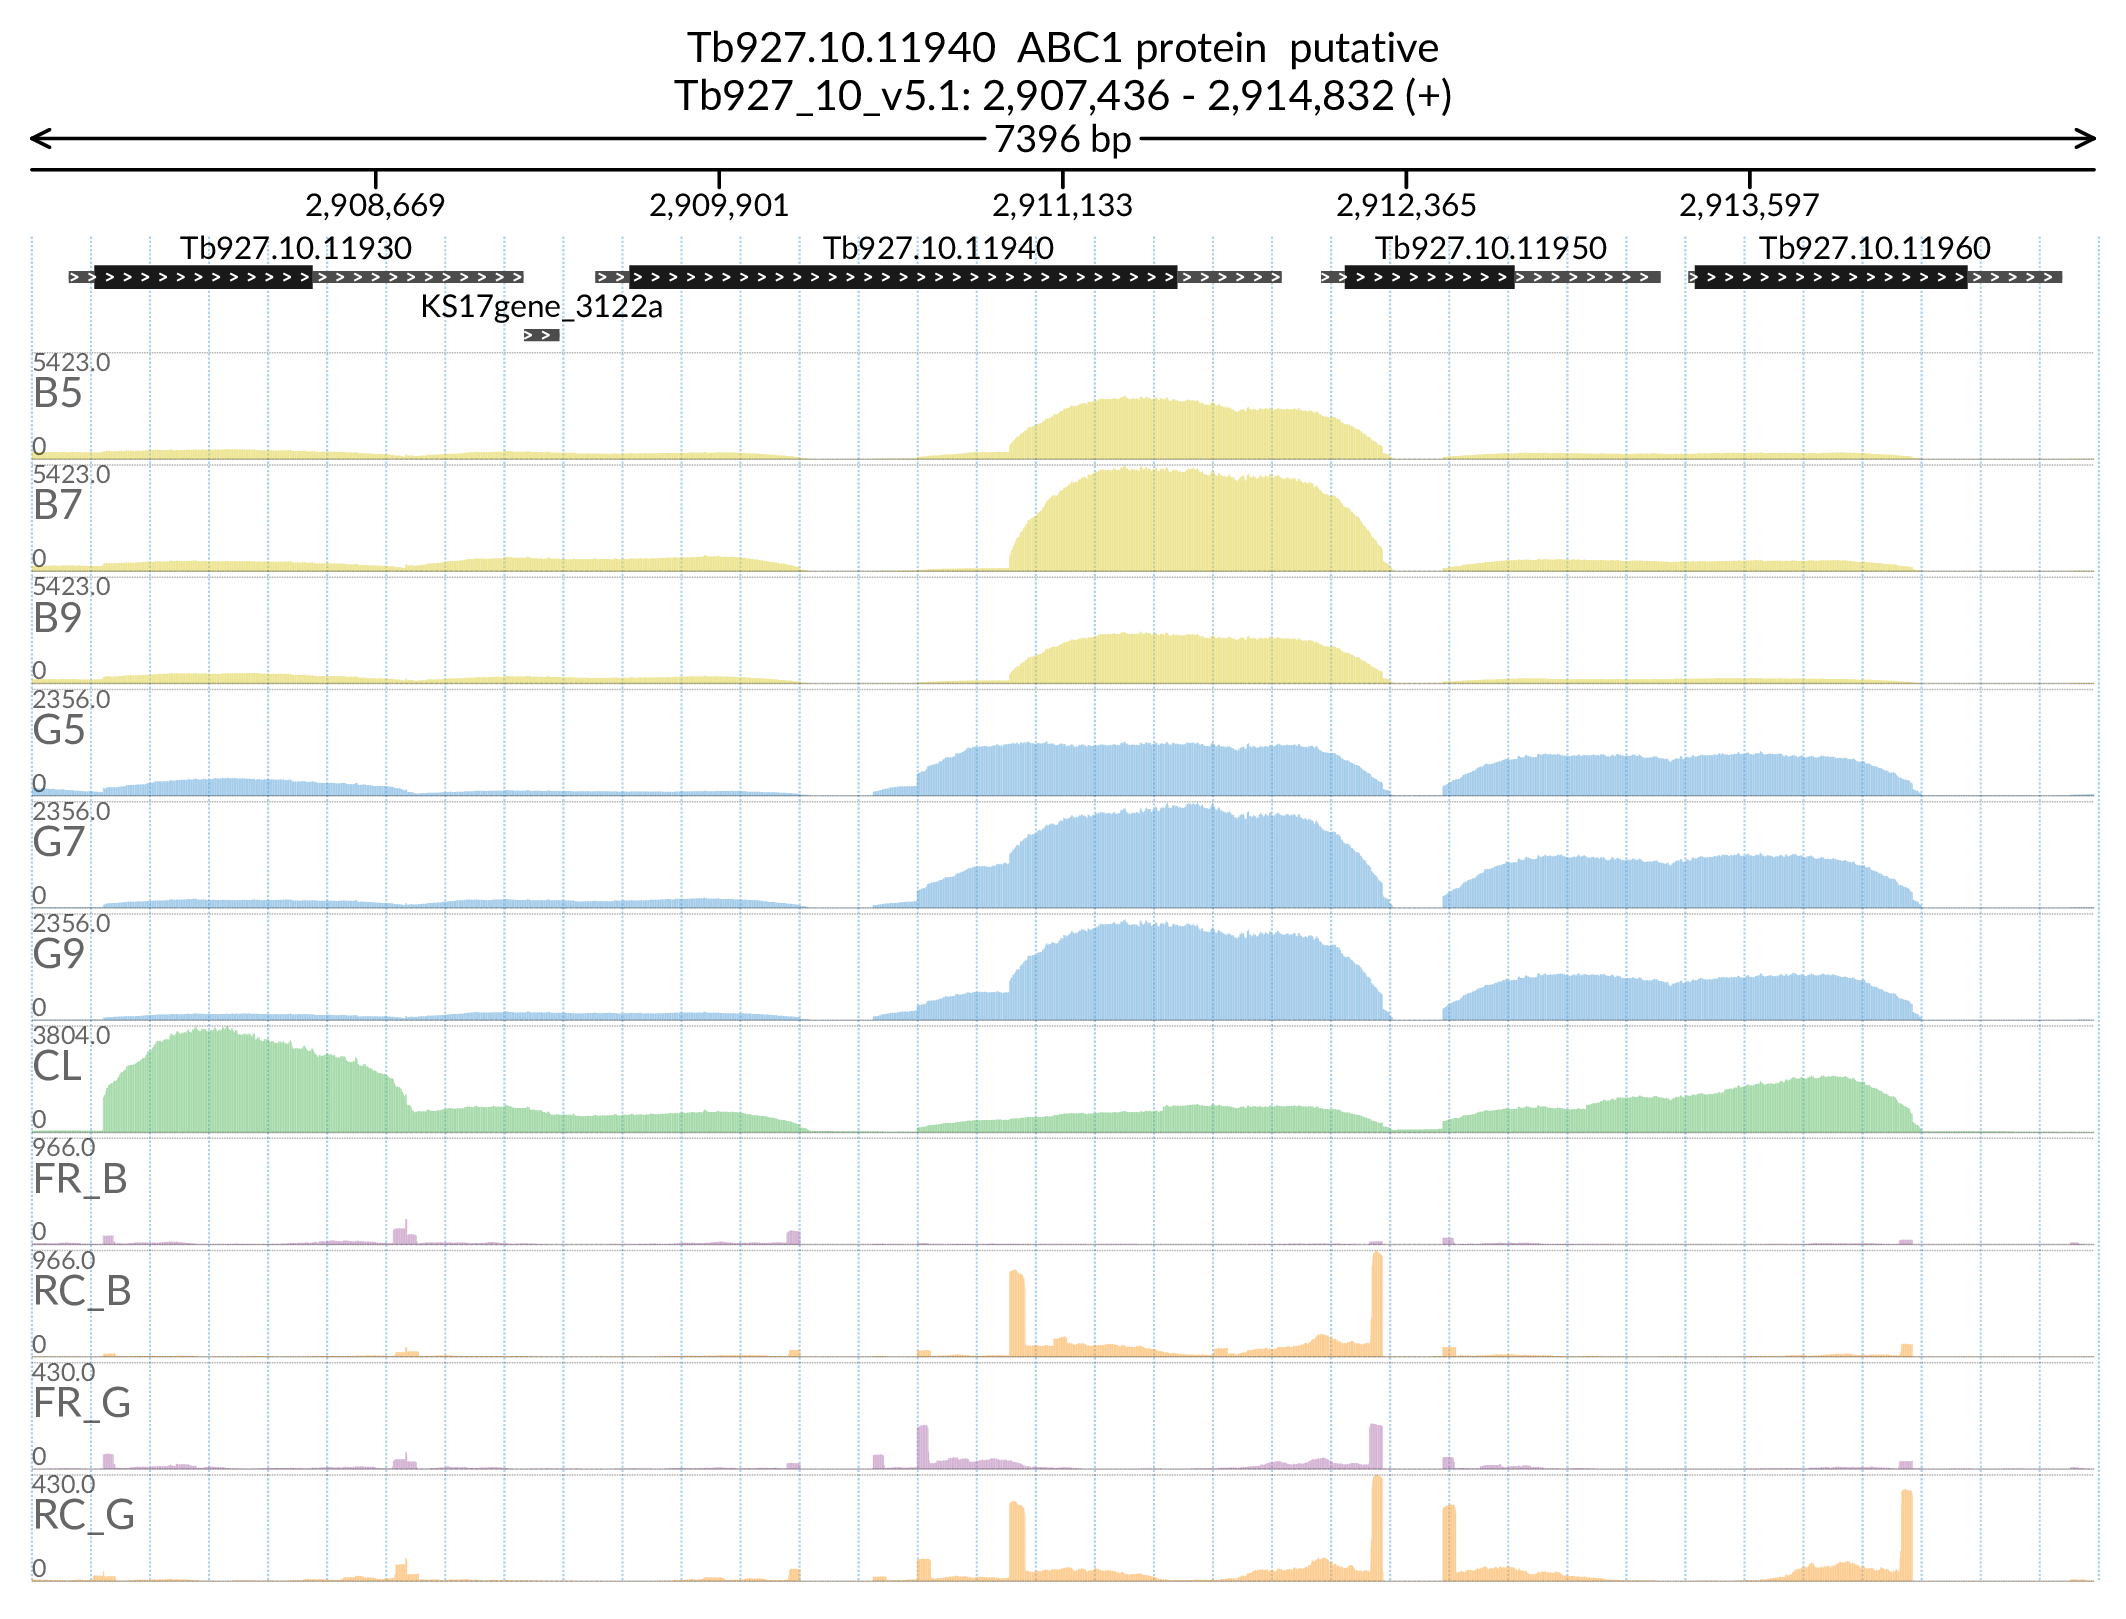 Tb927.10.11940  ABC1 protein  putative
Tb927_10_v5.1: 2,907,436 - 2,914,832 (+)
7396 bp
2,908,669 2,909,901 2,911,133 2,912,365 2,913,597
Tb927.10.11930 Tb927.10.11940 Tb927.10.11950 Tb927.10.11960
KS17gene_3122a
5423.0
B5
0
5423.0
B7
0
5423.0
B9
0
2356.0
G5
0
2356.0
G7
0
2356.0
G9
0
3804.0
CL
0
966.0
FR_B
0
966.0
RC_B
0
430.0
FR_G
0
430.0
RC_G
0